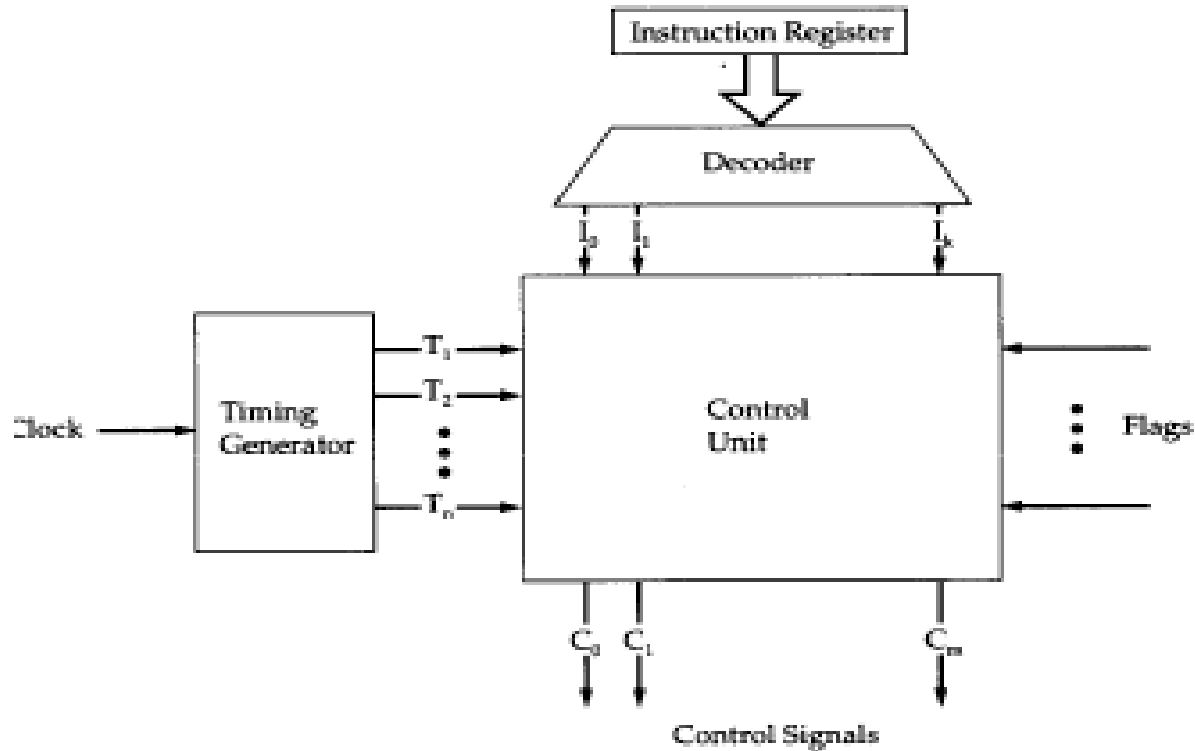 Instruction Register
Decoder
I₀ I₁ Iₖ
T₁
T₂
Tₙ
Clock
Timing
Generator
Control
Unit
Flags
C₀ C₁ Cₘ
Control Signals